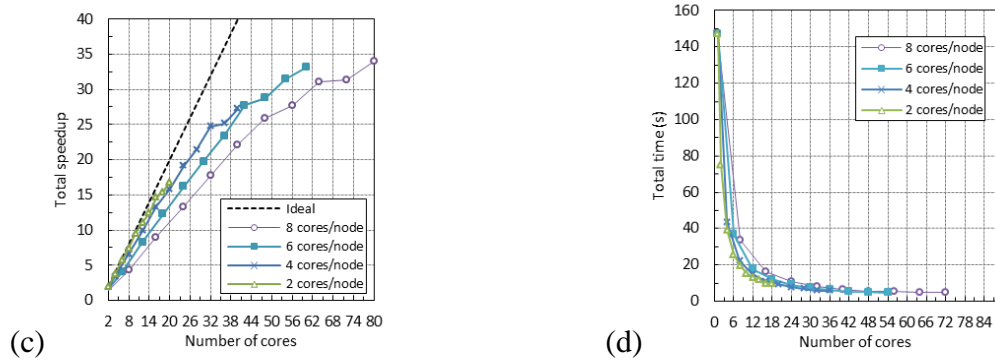 40
35
30
25
20
15
10
5
0
Total speedup
Ideal
8 cores/node
6 cores/node
4 cores/node
2 cores/node
2 8 14 20 26 32 38 44 50 56 62 68 74 80
Number of cores
(c)
160
140
120
100
80
60
40
20
0
Total time (s)
8 cores/node
6 cores/node
4 cores/node
2 cores/node
0 6 12 18 24 30 36 42 48 54 60 66 72 78 84
Number of cores
(d)